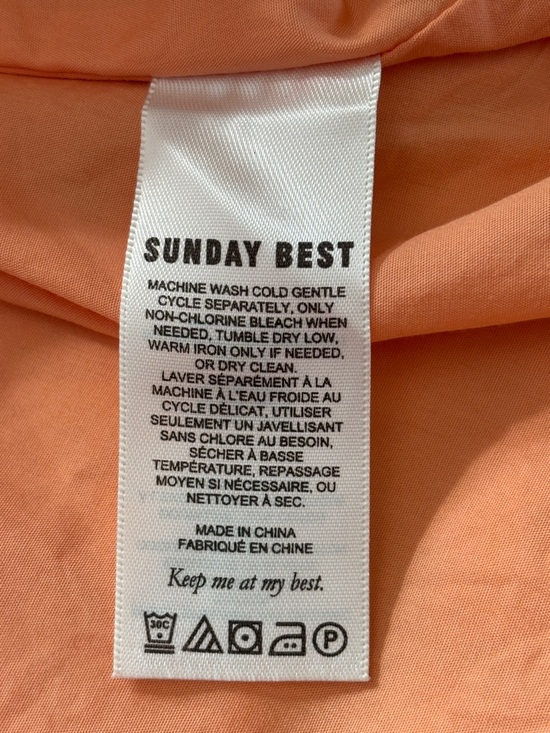 SUNDAY BEST
MACHINE WASH COLD GENTLE
CYCLE SEPARATELY, ONLY
NON-CHLORINE BLEACH WHEN
NEEDED, TUMBLE DRY LOW,
WARM IRON ONLY IF NEEDED,
OR DRY CLEAN.
LAVER SÉPARÉMENT À LA
MACHINE À L'EAU FROIDE AU
CYCLE DÉLICAT, UTILISER
SEULEMENT UN JAVELLISANT
SANS CHLORE AU BESOIN,
SÉCHER À BASSE
TEMPÉRATURE, REPASSAGE
MOYEN SI NÉCESSAIRE, OU
NETTOYER À SEC.
MADE IN CHINA
FABRIQUÉ EN CHINE
Keep me at my best.
30C P